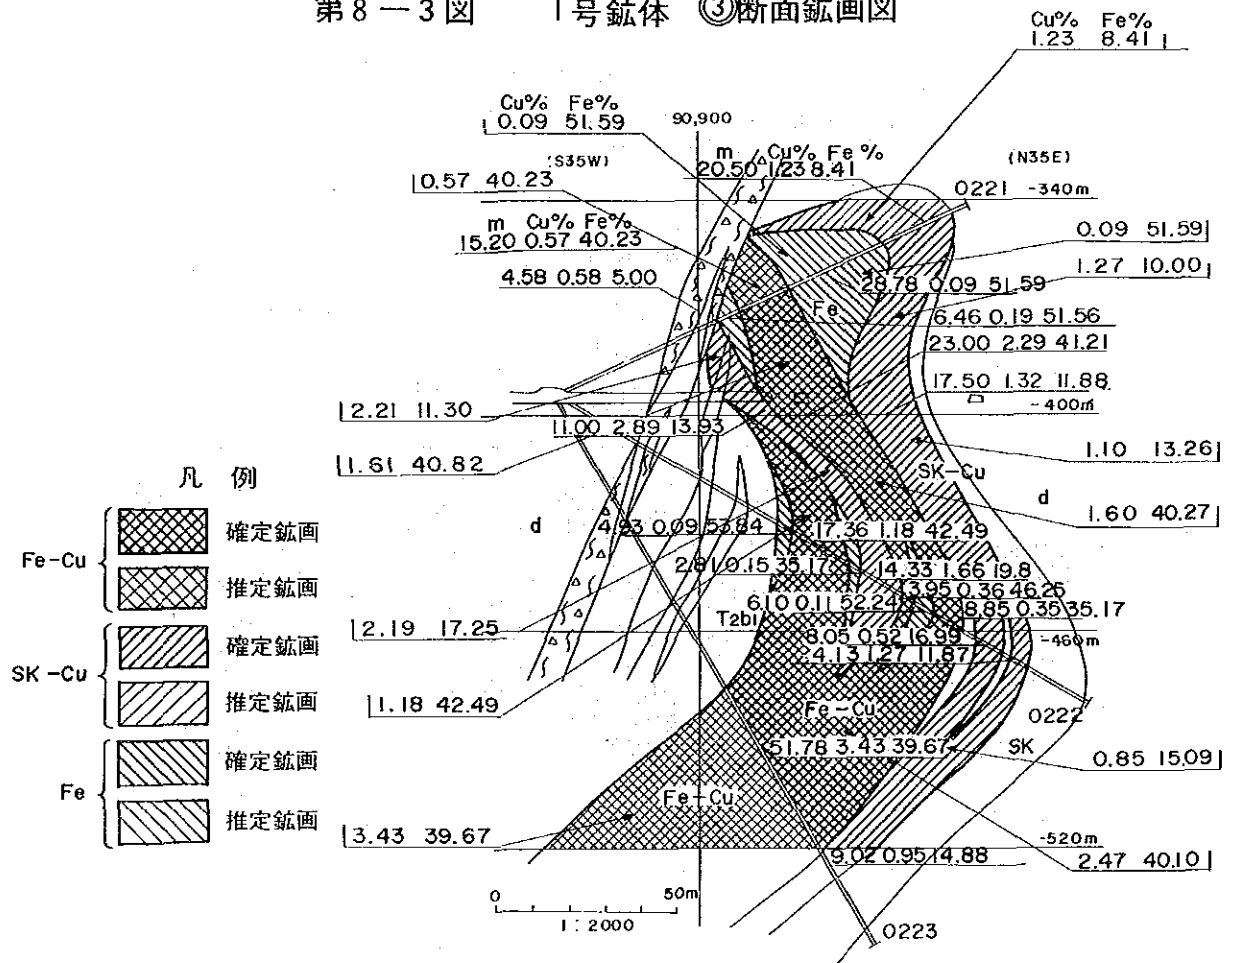 第8－3図　1号鉱体　③断面鉱画図
Cu% Fe%
1.23 8.41
Cu% Fe%
0.09 51.59
90,900
(S35W)
m Cu% Fe%
20.50 1.23 8.41
(N35E)
0.57 40.23
0221 -340m
m Cu% Fe%
15.20 0.57 40.23
0.09 51.59
4.58 0.58 5.00
1.27 10.00
28.78 0.09 51.59
Fe
6.46 0.19 51.56
23.00 2.29 41.21
17.50 1.32 11.88
2.21 11.30
-400m
11.00 2.89 13.93
1.61 40.82
1.10 13.26
SK-Cu
凡例
d
d
1.60 40.27
Fe-Cu
確定鉱画
推定鉱画
4.93 0.09 53.84
17.36 1.18 42.49
2.81 0.15 35.17
14.33 1.66 19.8
3.95 0.36 46.25
6.10 0.11 52.24
8.85 0.35 35.17
T2b1
2.19 17.25
8.05 0.52 16.99
-460m
4.13 1.27 11.87
SK-Cu
確定鉱画
推定鉱画
1.18 42.49
Fe-Cu
0222
51.78 3.43 39.67
SK
0.85 15.09
Fe
確定鉱画
推定鉱画
Fe-Cu
3.43 39.67
-520m
9.02 0.95 14.88
2.47 40.10
0 50m
1:2000
0223